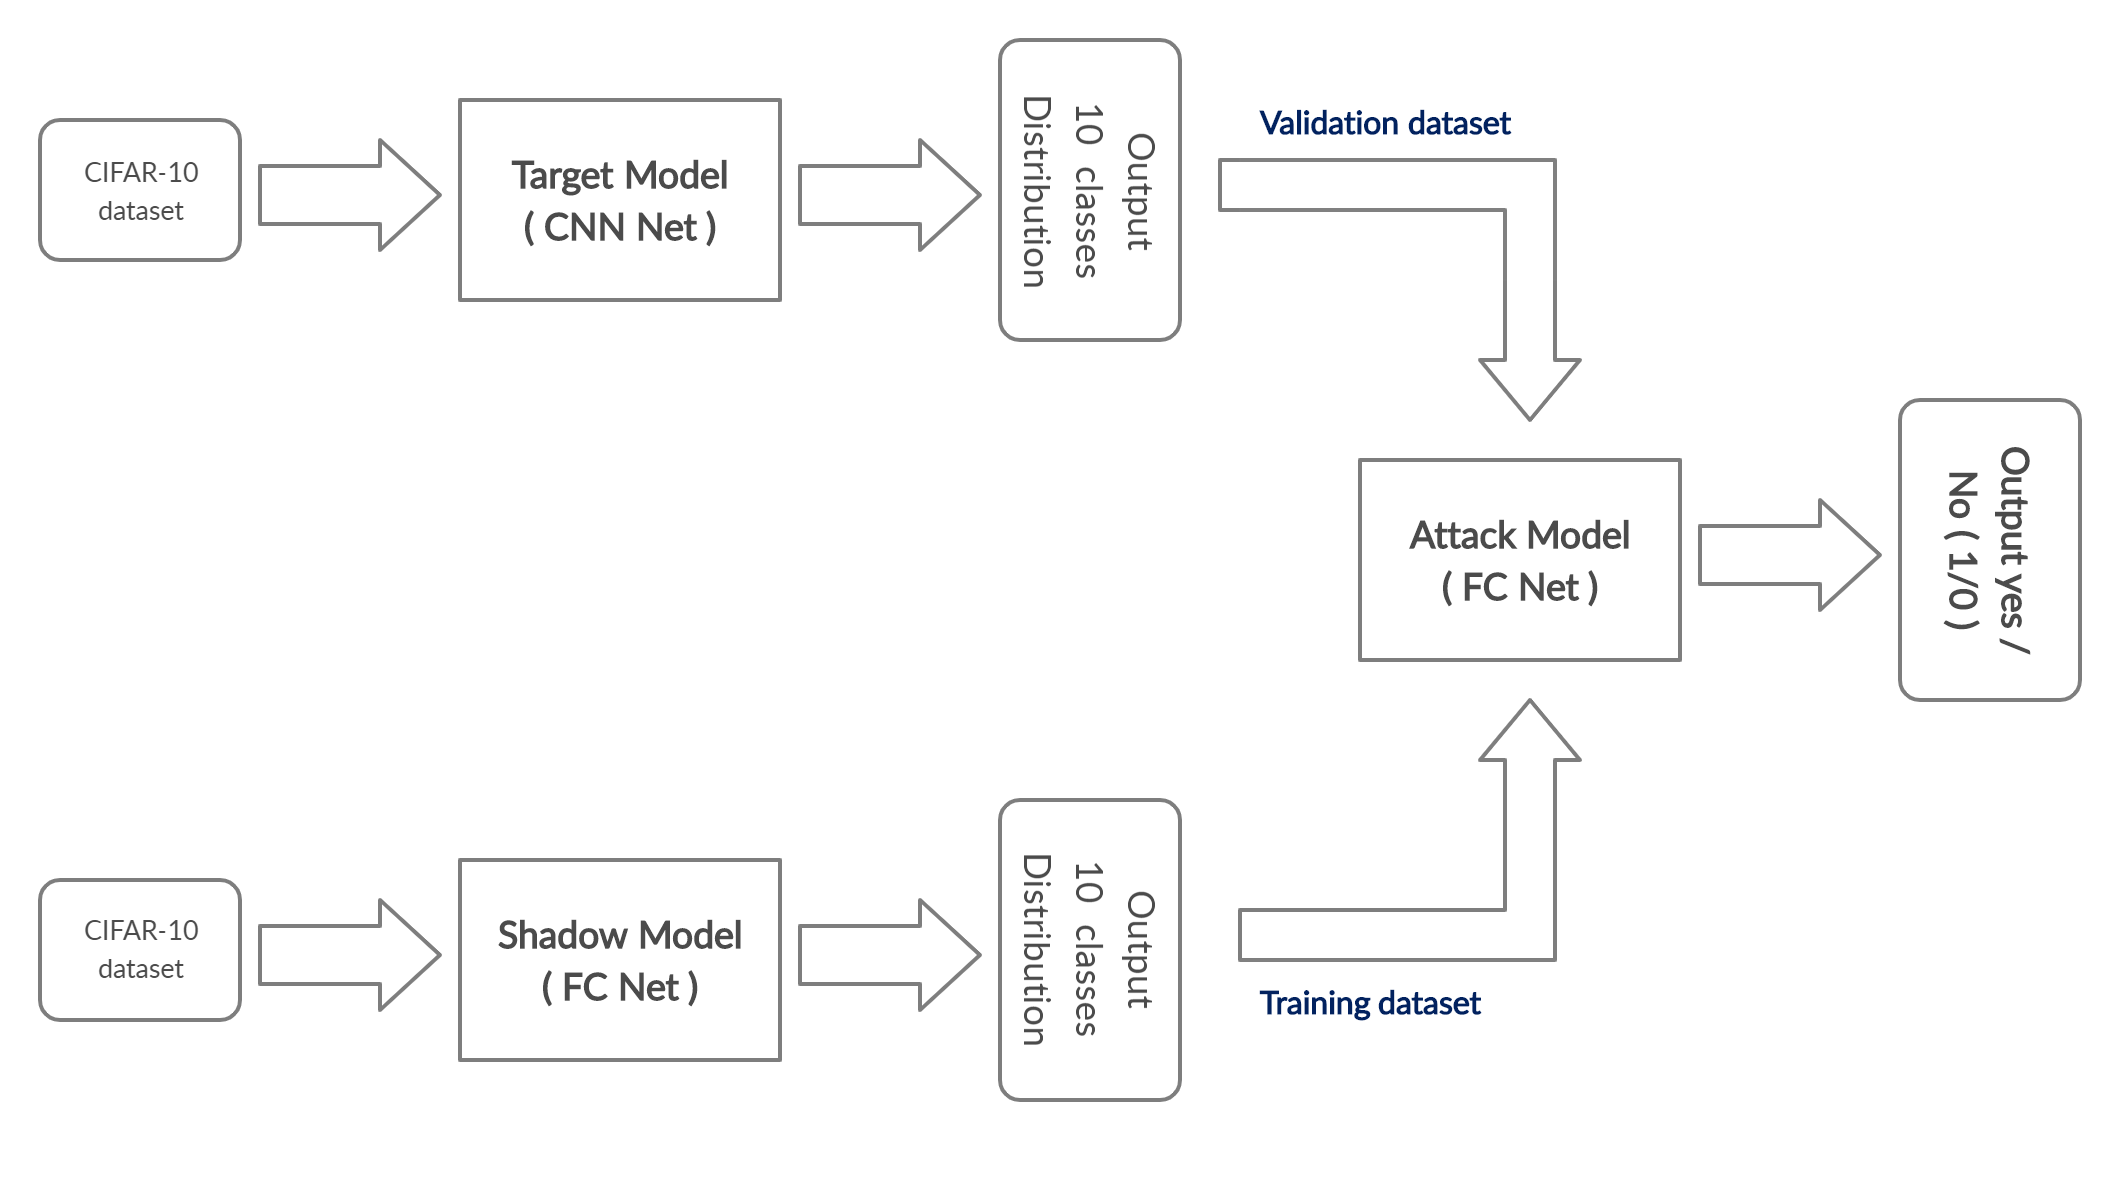 CIFAR-10
dataset
Target Model
( CNN Net )
Output
10 classes
Distribution
Validation dataset
Attack Model
( FC Net )
Output yes /
No ( 1/0 )
CIFAR-10
dataset
Shadow Model
( FC Net )
Output
10 classes
Distribution
Training dataset